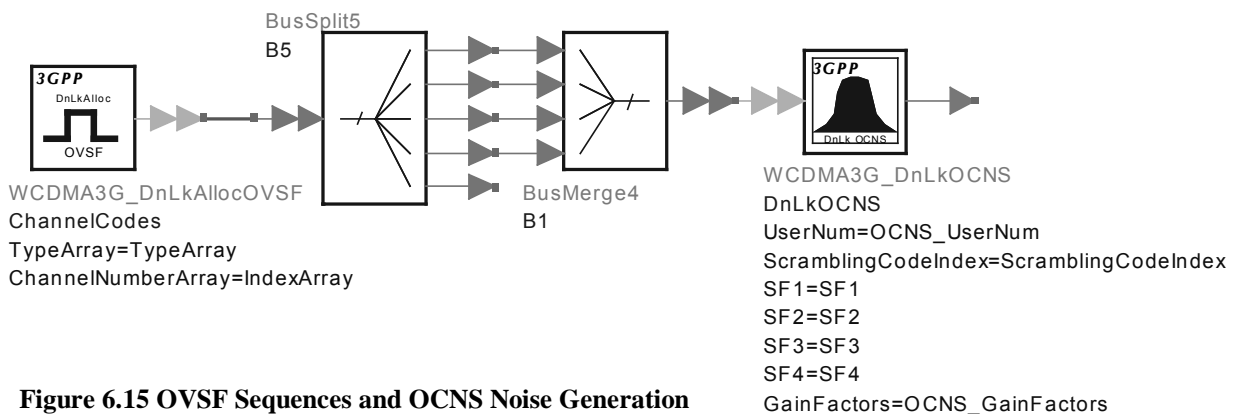 BusSplit5
B5
3GPP
DnLkAlloc
OVSF
WCDMA3G_DnLkAllocOVSF
ChannelCodes
TypeArray=TypeArray
ChannelNumberArray=IndexArray
BusMerge4
B1
3GPP
DnLk OCNS
WCDMA3G_DnLkOCNS
DnLkOCNS
UserNum=OCNS_UserNum
ScramblingCodeIndex=ScramblingCodeIndex
SF1=SF1
SF2=SF2
SF3=SF3
SF4=SF4
GainFactors=OCNS_GainFactors
Figure 6.15 OVSF Sequences and OCNS Noise Generation